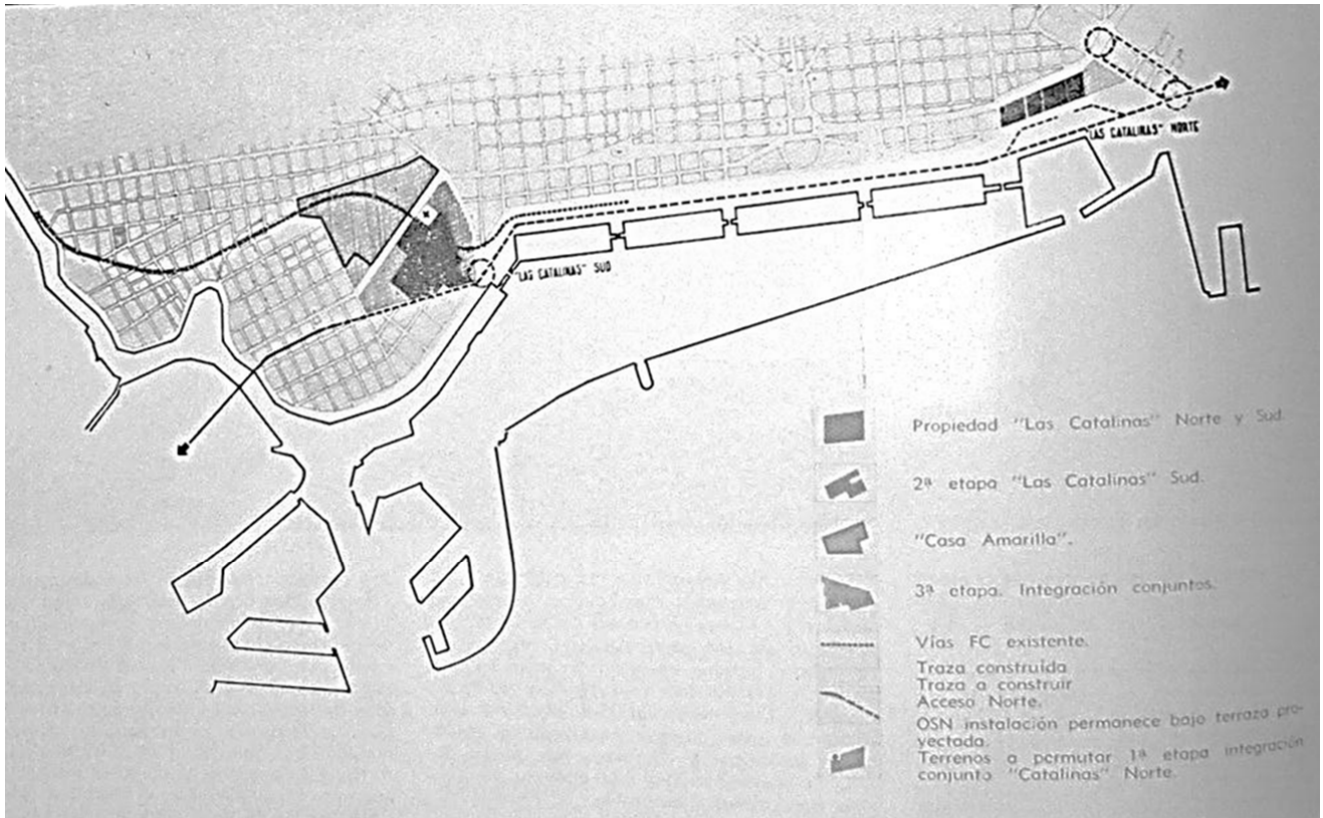 "LAS CATALINAS" NORTE
"LAS CATALINAS" SUD
Propiedad "Las Catalinas" Norte y Sud.
2ª etapa "Las Catalinas" Sud.
"Casa Amarilla".
3ª etapa. Integración conjuntos.
Vías FC existente.
Traza construída
Traza a construir
Acceso Norte.
OSN instalación permanece bajo terraza pro-
yectada.
Terrenos a permutar 1ª etapa integración
conjunto "Catalinas" Norte.